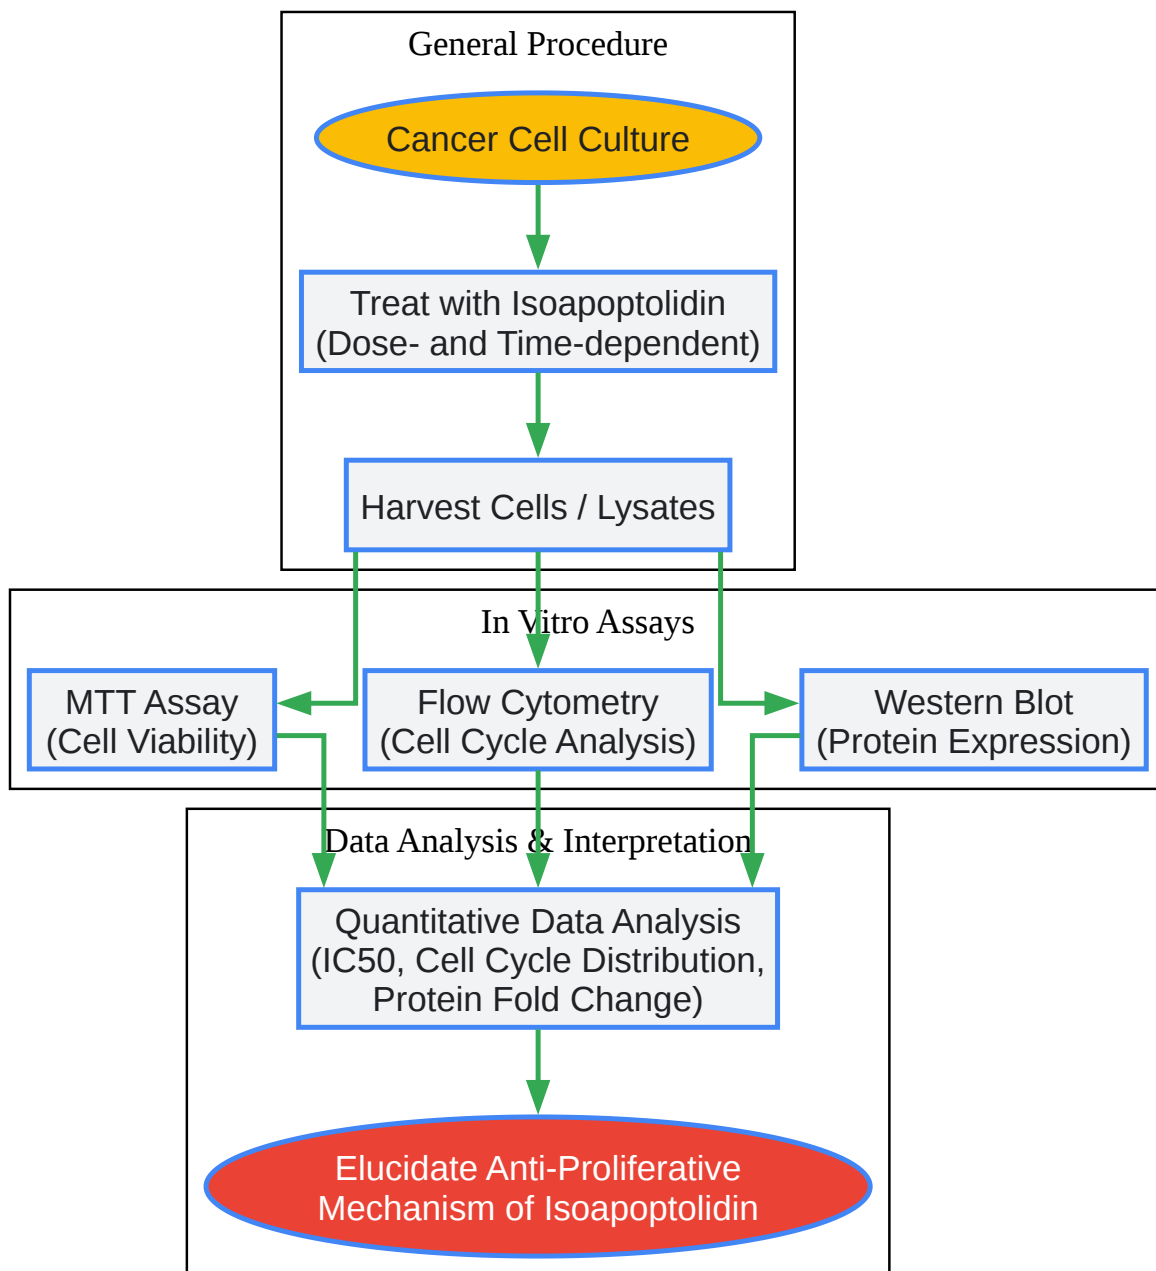 General Procedure
Cancer Cell Culture
Treat with Isoapoptolidin
(Dose- and Time-dependent)
Harvest Cells / Lysates
In Vitro Assays
MTT Assay
(Cell Viability)
Flow Cytometry
(Cell Cycle Analysis)
Western Blot
(Protein Expression)
Data Analysis & Interpretation
Quantitative Data Analysis
(IC50, Cell Cycle Distribution,
Protein Fold Change)
Elucidate Anti-Proliferative
Mechanism of Isoapoptolidin